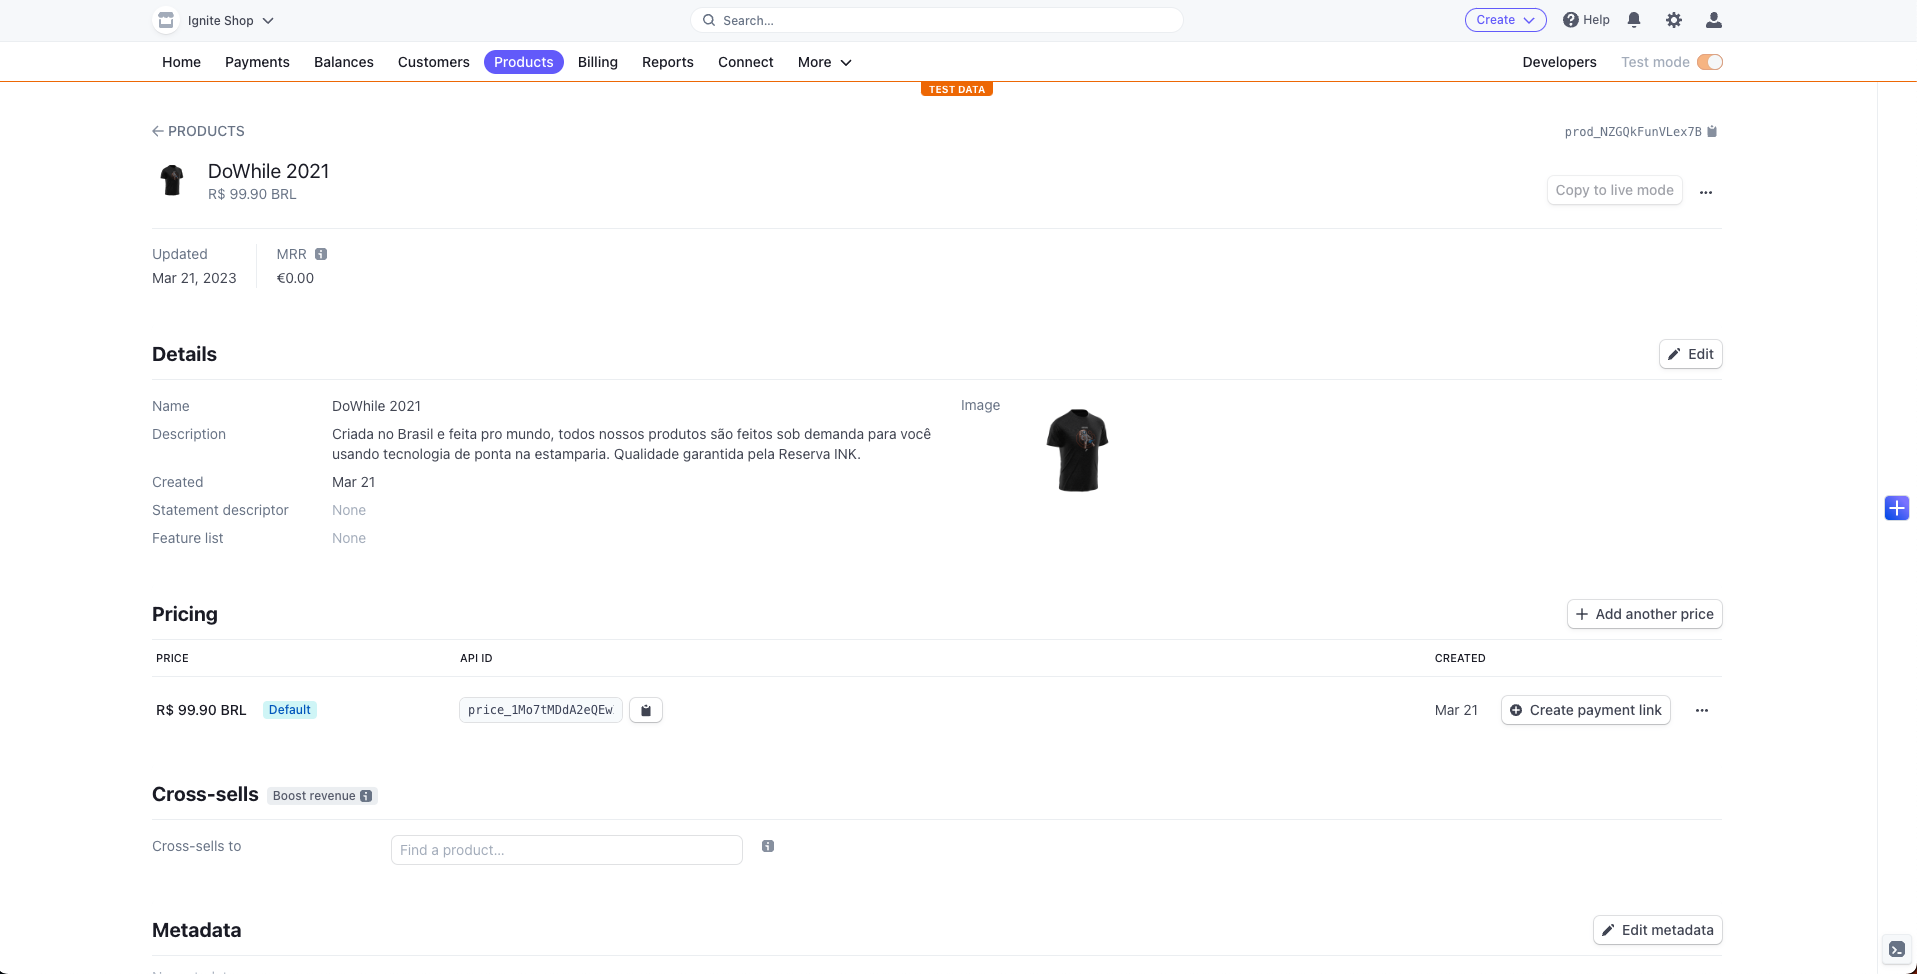 Ignite Shop
Search...
Create
Help
Home Payments Balances Customers Products Billing Reports Connect More
Developers Test mode
TEST DATA
PRODUCTS
prod_NZGQkFunVLex7B
DoWhile 2021
R$ 99.90 BRL
Copy to live mode
Updated
Mar 21, 2023
MRR
€0.00
Details
Edit
Name DoWhile 2021
Description Criada no Brasil e feita pro mundo, todos nossos produtos são feitos sob demanda para você
usando tecnologia de ponta na estamparia. Qualidade garantida pela Reserva INK.
Created Mar 21
Statement descriptor None
Feature list None
Image
Pricing
Add another price
PRICE API ID CREATED
R$ 99.90 BRL Default price_1Mo7tMDdA2eQEw Mar 21 Create payment link
Cross-sells Boost revenue
Cross-sells to Find a product...
Metadata
Edit metadata